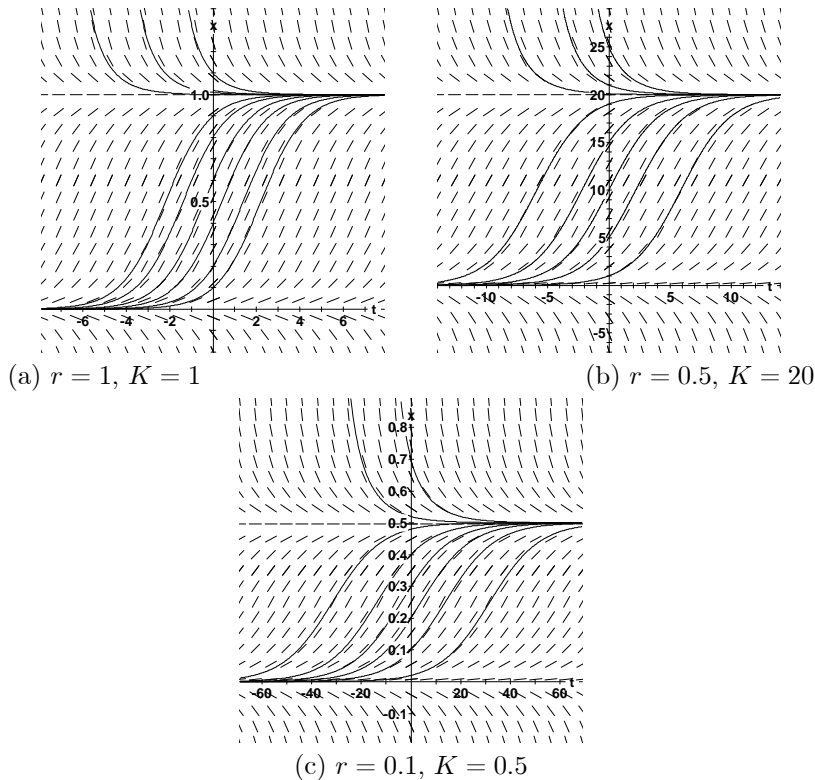 x
1.0
0.5
-6 -4 -2 2 4 6 t
(a) r = 1, K = 1
x
25
20
15
10
5
-10 -5 5 10 t
-5
(b) r = 0.5, K = 20
x
0.8
0.7
0.6
0.5
0.4
0.3
0.2
0.1
-60 -40 -20 20 40 60 t
-0.1
(c) r = 0.1, K = 0.5